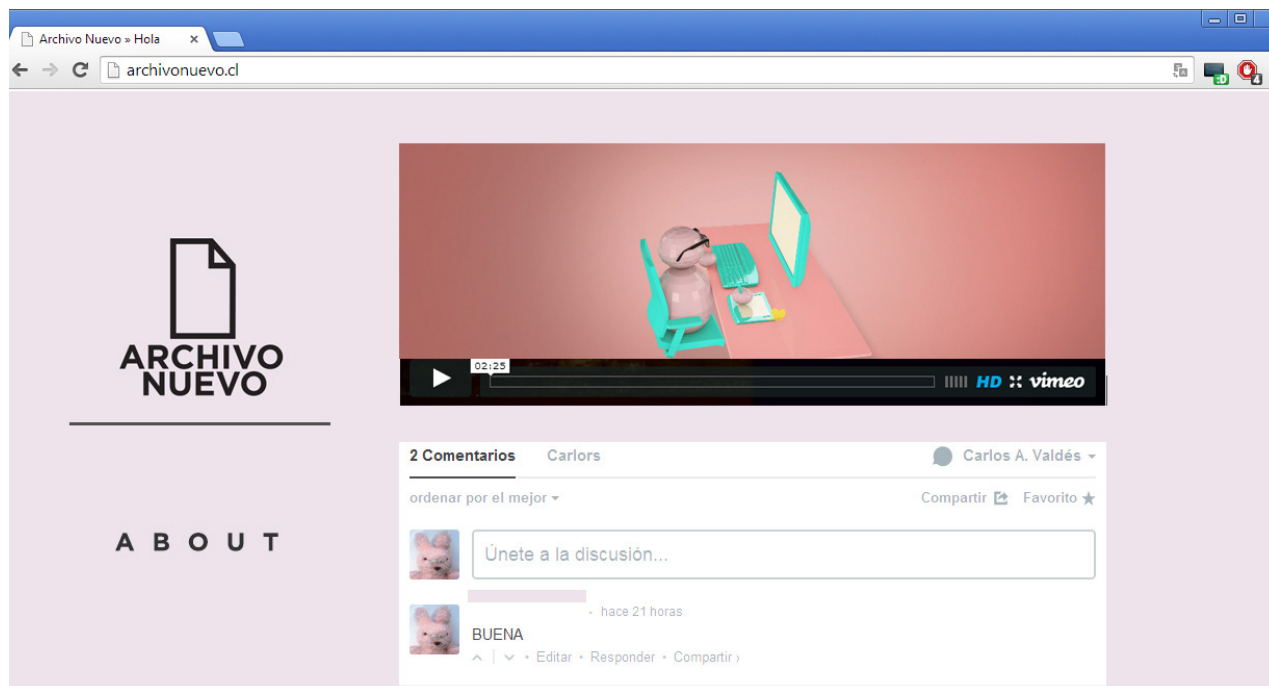 Archivo Nuevo » Hola
archivonuevo.cl
ARCHIVO
NUEVO
ABOUT
02:25
HD vimeo
2 Comentarios Carlors Carlos A. Valdés
ordenar por el mejor Compartir Favorito
Únete a la discusión...
- hace 21 horas
BUENA
• Editar • Responder • Compartir ›